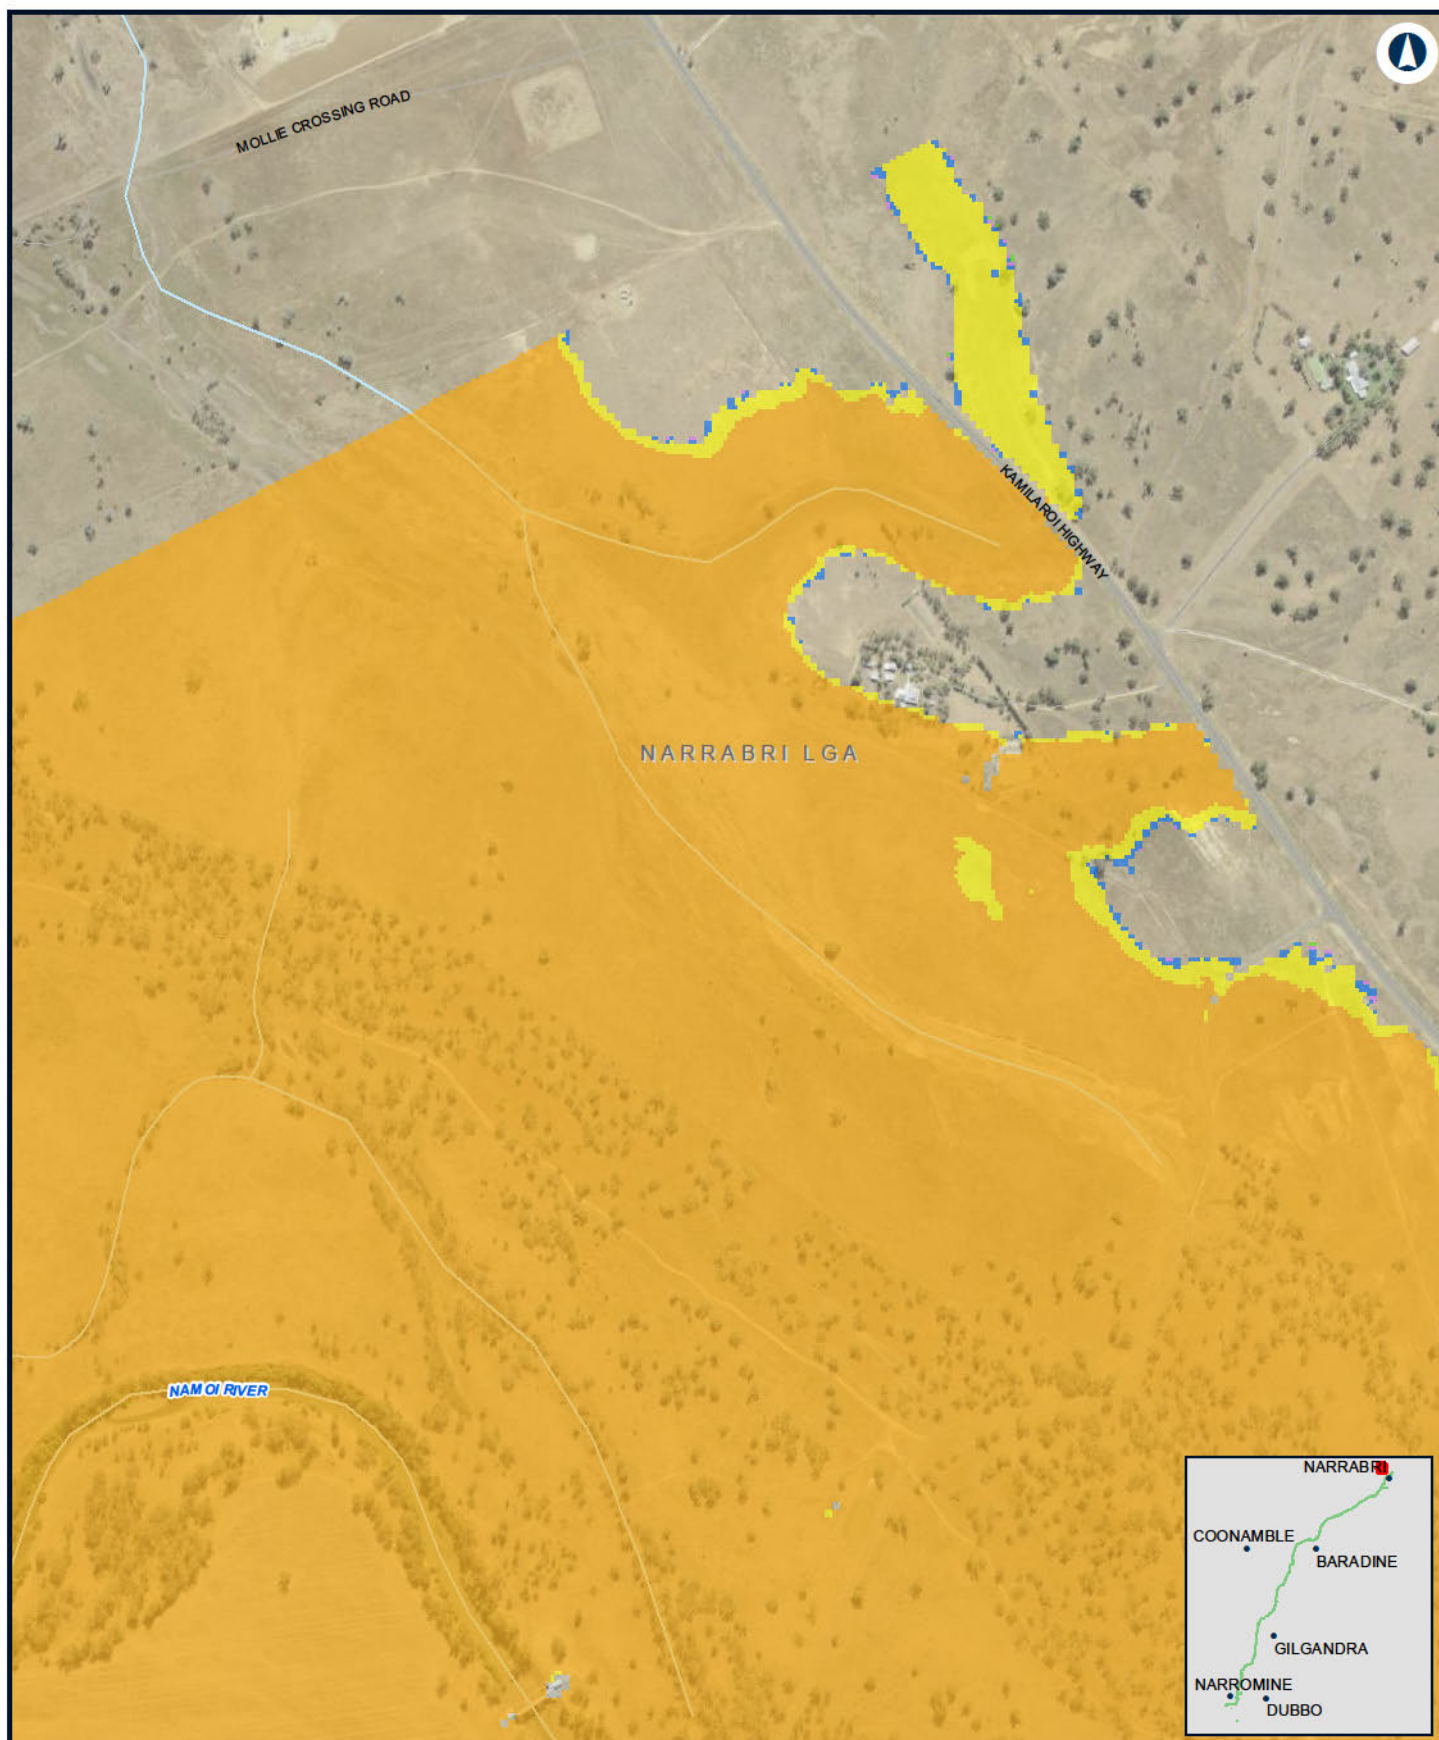 MOLLIE CROSSING ROAD
KAMILAROI HIGHWAY
NARRABRI LGA
NAMOI RIVER
NARRABRI
COONAMBLE
BARADINE
GILGANDRA
NARROMINE
DUBBO